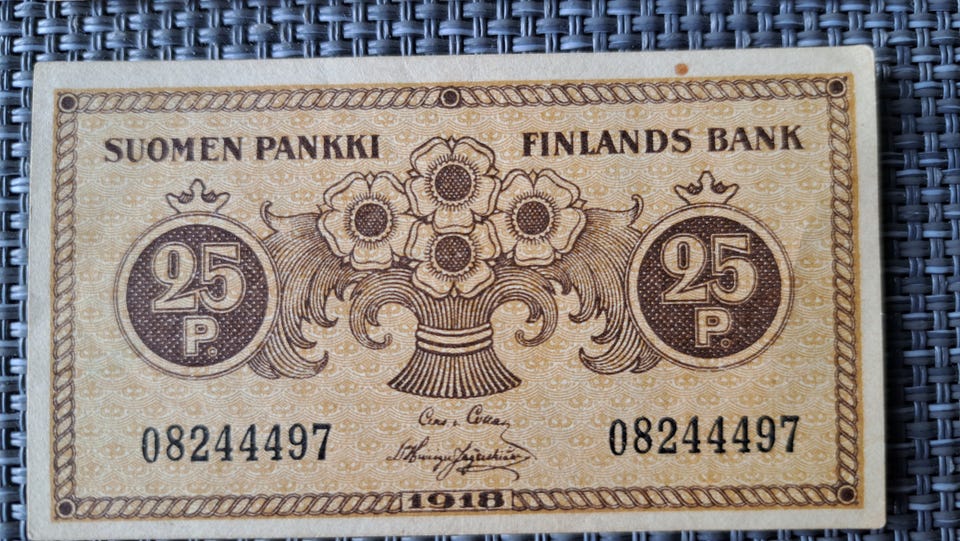 SUOMEN PANKKI FINLANDS BANK
25 25
P. P.
08244497 08244497
1918